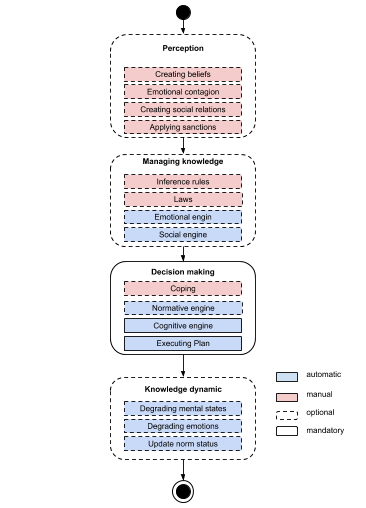 Perception
Creating beliefs
Emotional contagion
Creating social relations
Applying sanctions
Managing knowledge
Inference rules
Laws
Emotional engin
Social engine
Decision making
Coping
Normative engine
Cognitive engine
Executing Plan
Knowledge dynamic
Degrading mental states
Degrading emotions
Update norm status
automatic
manual
optional
mandatory